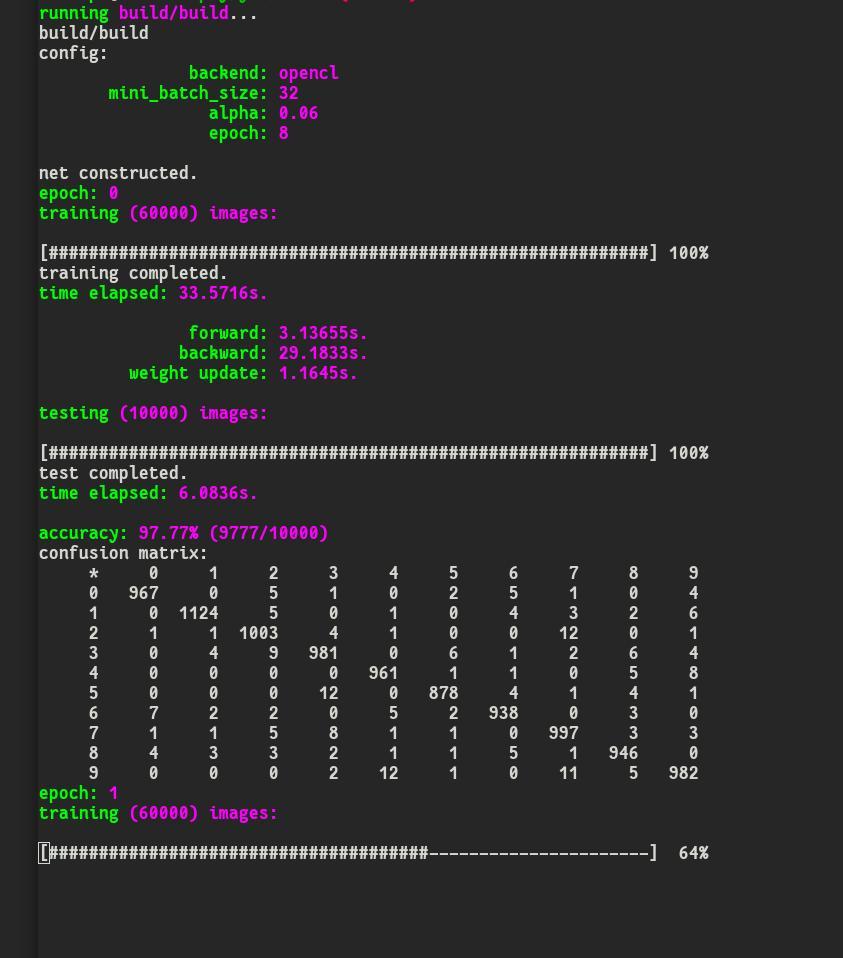 running build/build...
build/build
config:
backend: opencl
mini_batch_size: 32
alpha: 0.06
epoch: 8
net constructed.
epoch: 0
training (60000) images:
[############################################################] 100%
training completed.
time elapsed: 33.5716s.
forward: 3.13655s.
backward: 29.1833s.
weight update: 1.1645s.
testing (10000) images:
[############################################################] 100%
test completed.
time elapsed: 6.0836s.
accuracy: 97.77% (9777/10000)
confusion matrix:
* 0 1 2 3 4 5 6 7 8 9
0 967 0 5 1 0 2 5 1 0 4
1 0 1124 5 0 1 0 4 3 2 6
2 1 1 1003 4 1 0 0 12 0 1
3 0 4 9 981 0 6 1 2 6 4
4 0 0 0 0 961 1 1 0 5 8
5 0 0 0 12 0 878 4 1 4 1
6 7 2 2 0 5 2 938 0 3 0
7 1 1 5 8 1 1 0 997 3 3
8 4 3 3 2 1 1 5 1 946 0
9 0 0 0 2 12 1 0 11 5 982
epoch: 1
training (60000) images:
[######################################----------------------] 64%